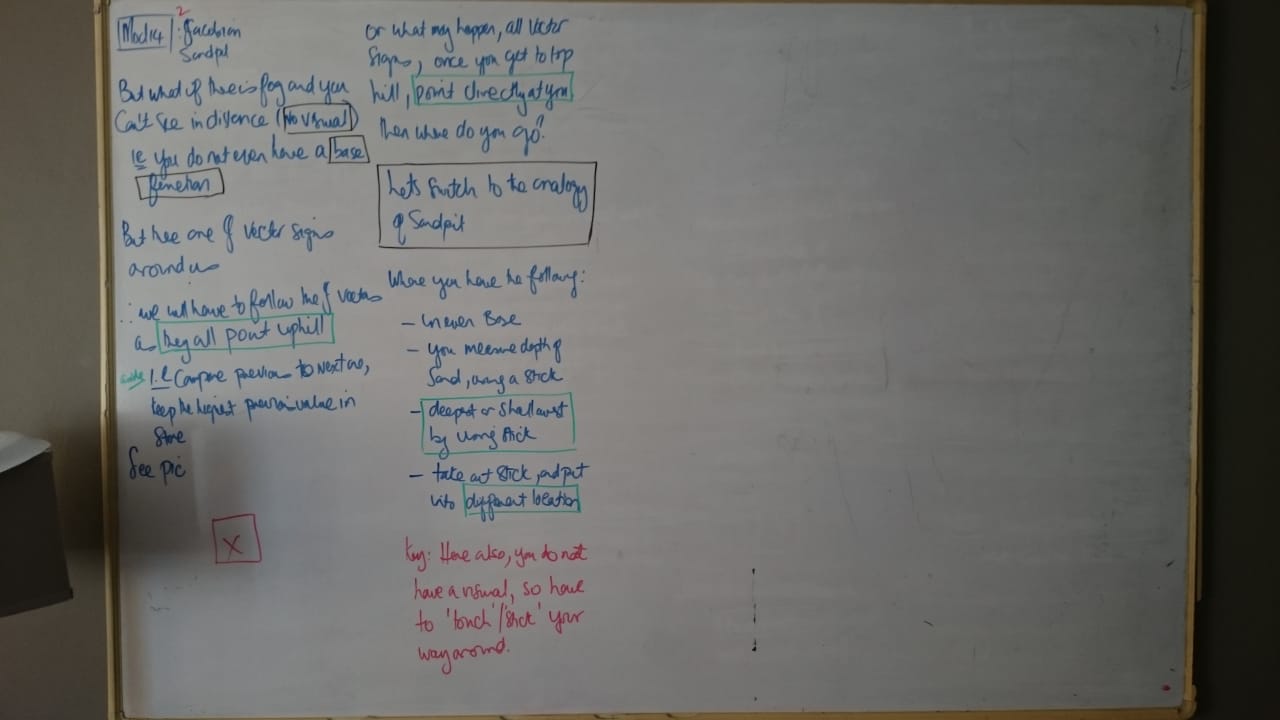 2
Mod14 : Jacobian
Sandpit
But what if there is fog and you
Can't see in distance (No visual)
ie you do not even have a base
function
But here one of vector signs
around us
∴ we will have to follow line of vectors
as they all point uphill
i.e Compare previous to next one,
keep the highest previous value in
store
See pic
X
Or what may happen, all vector
signs, once you get to top
hill, point directly at you
Then where do you go?
Lets switch to the analogy
of Sandpit
Where you have the following:
- Uneven Base
- you measure depth of
Sand, using a stick
- deepest or shallowest
by using stick
- take out stick, and put
into different location
Key: Here also, you do not
have a visual, so have
to 'touch'/'stick' your
way around.